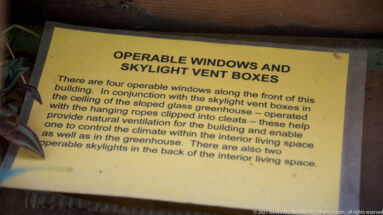 OPERABLE WINDOWS AND
SKYLIGHT VENT BOXES
There are four operable windows along the front of this
building. In conjunction with the skylight vent boxes in
the ceiling of the sloped glass greenhouse – operated
with the hanging ropes clipped into cleats – these help
provide natural ventilation for the building and enable
one to control the climate within the interior living space
as well as in the greenhouse. There are also two
operable skylights in the back of the interior living space.
© 2021
all rights reserved